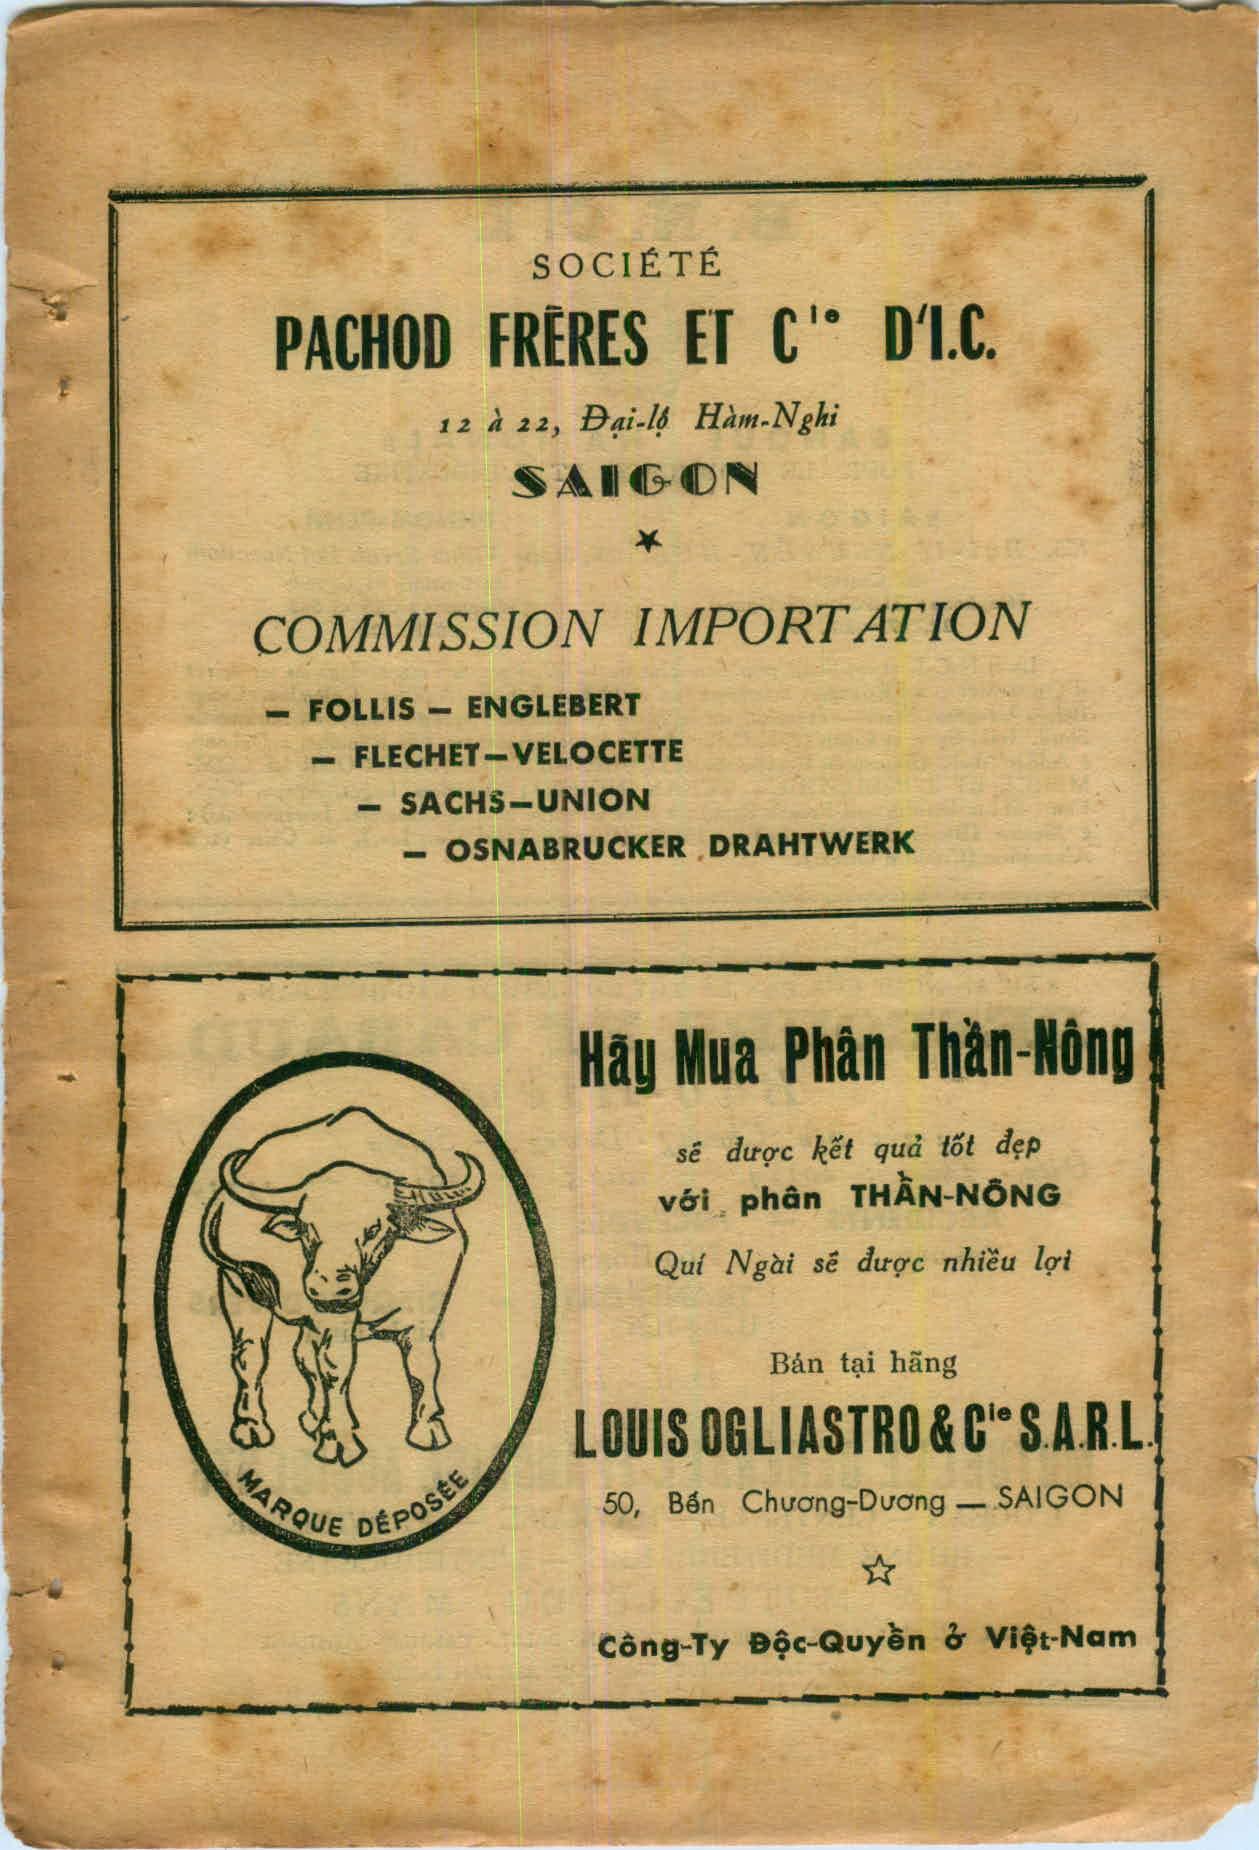 SOCIÉTÉ
PACHOD FRÈRES ET Cie D'I.C.
12 à 22, Đại-lộ Hàm-Nghi
SAIGON
COMMISSION IMPORTATION
— FOLLIS — ENGLEBERT
— FLECHET—VELOCETTE
— SACHS—UNION
— OSNABRUCKER DRAHTWERK
Hãy Mua Phân Thần-Nông
sẽ được kết quả tốt đẹp
với phân THẦN-NÔNG
Quí Ngài sẽ được nhiều lợi
Bán tại hãng
LOUIS OGLIASTRO & Cie S.A.R.L.
50, Bến Chương-Dương — SAIGON
Công-Ty Độc-Quyền ở Việt-Nam
MARQUE DÉPOSÉE